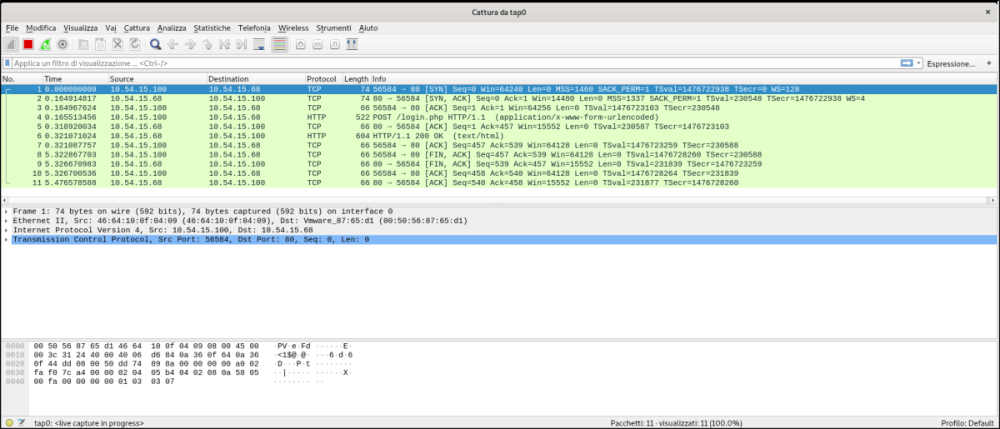 Cattura da tap0
File Modifica Visualizza Vai Cattura Analizza Statistiche Telefonia Wireless Strumenti Aiuto
Applica un filtro di visualizzazione ... <Ctrl-/> Espressione... +
No. Time Source Destination Protocol Length Info
1 0.000000000 10.54.15.100 10.54.15.68 TCP 74 56584 → 80 [SYN] Seq=0 Win=64240 Len=0 MSS=1460 SACK_PERM=1 TSval=1476722938 TSecr=0 WS=128
2 0.164914817 10.54.15.68 10.54.15.100 TCP 74 80 → 56584 [SYN, ACK] Seq=0 Ack=1 Win=14480 Len=0 MSS=1337 SACK_PERM=1 TSval=230548 TSecr=1476722938 WS=4
3 0.164967624 10.54.15.100 10.54.15.68 TCP 66 56584 → 80 [ACK] Seq=1 Ack=1 Win=64256 Len=0 TSval=1476723103 TSecr=230548
4 0.165513456 10.54.15.100 10.54.15.68 HTTP 522 POST /login.php HTTP/1.1 (application/x-www-form-urlencoded)
5 0.318920034 10.54.15.68 10.54.15.100 TCP 66 80 → 56584 [ACK] Seq=1 Ack=457 Win=15552 Len=0 TSval=230587 TSecr=1476723103
6 0.321071024 10.54.15.68 10.54.15.100 HTTP 604 HTTP/1.1 200 OK (text/html)
7 0.321087757 10.54.15.100 10.54.15.68 TCP 66 56584 → 80 [ACK] Seq=457 Ack=539 Win=64128 Len=0 TSval=1476723259 TSecr=230588
8 5.322867703 10.54.15.100 10.54.15.68 TCP 66 56584 → 80 [FIN, ACK] Seq=457 Ack=539 Win=64128 Len=0 TSval=1476728260 TSecr=230588
9 5.326670983 10.54.15.68 10.54.15.100 TCP 66 80 → 56584 [FIN, ACK] Seq=539 Ack=457 Win=15552 Len=0 TSval=231839 TSecr=1476723259
10 5.326700536 10.54.15.100 10.54.15.68 TCP 66 56584 → 80 [ACK] Seq=458 Ack=540 Win=64128 Len=0 TSval=1476728264 TSecr=231839
11 5.476578588 10.54.15.68 10.54.15.100 TCP 66 80 → 56584 [ACK] Seq=540 Ack=458 Win=15552 Len=0 TSval=231877 TSecr=1476728260
Frame 1: 74 bytes on wire (592 bits), 74 bytes captured (592 bits) on interface 0
Ethernet II, Src: 46:64:10:0f:04:09 (46:64:10:0f:04:09), Dst: Vmware_87:65:d1 (00:50:56:87:65:d1)
Internet Protocol Version 4, Src: 10.54.15.100, Dst: 10.54.15.68
Transmission Control Protocol, Src Port: 56584, Dst Port: 80, Seq: 0, Len: 0
0000 00 50 56 87 65 d1 46 64 10 0f 04 09 08 00 45 00 ·PV·e·Fd ······E·
0010 00 3c 31 24 40 00 40 06 d6 84 0a 36 0f 64 0a 36 ·<1$@·@· ···6·d·6
0020 0f 44 dd 08 00 50 dd 74 89 8a 00 00 00 00 a0 02 ·D···P·t ········
0030 fa f0 7c a4 00 00 02 04 05 b4 04 02 08 0a 58 05 ··|····· ······X·
0040 00 fa 00 00 00 00 01 03 03 07 ········ ··
tap0: <live capture in progress> Pacchetti: 11 · visualizzati: 11 (100.0%) Profilo: Default